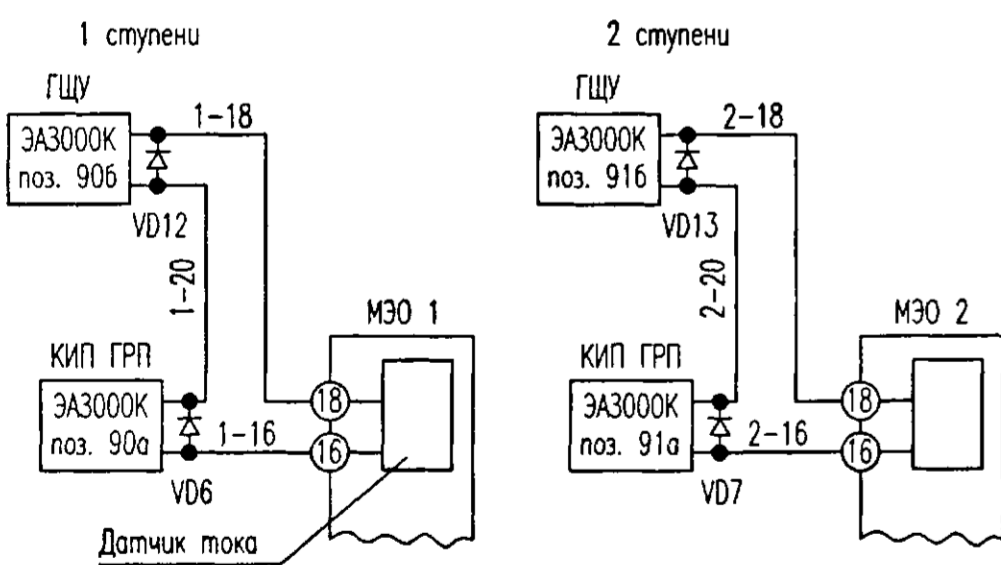 1 ступени
ГЩУ
1-18
ЭА3000К
поз. 90б
VD12
1-20
МЭО 1
КИП ГРП
ЭА3000К
поз. 90а
1-16
18
16
VD6
Датчик тока
2 ступени
ГЩУ
2-18
ЭА3000К
поз. 91б
VD13
2-20
МЭО 2
КИП ГРП
ЭА3000К
поз. 91а
2-16
18
16
VD7